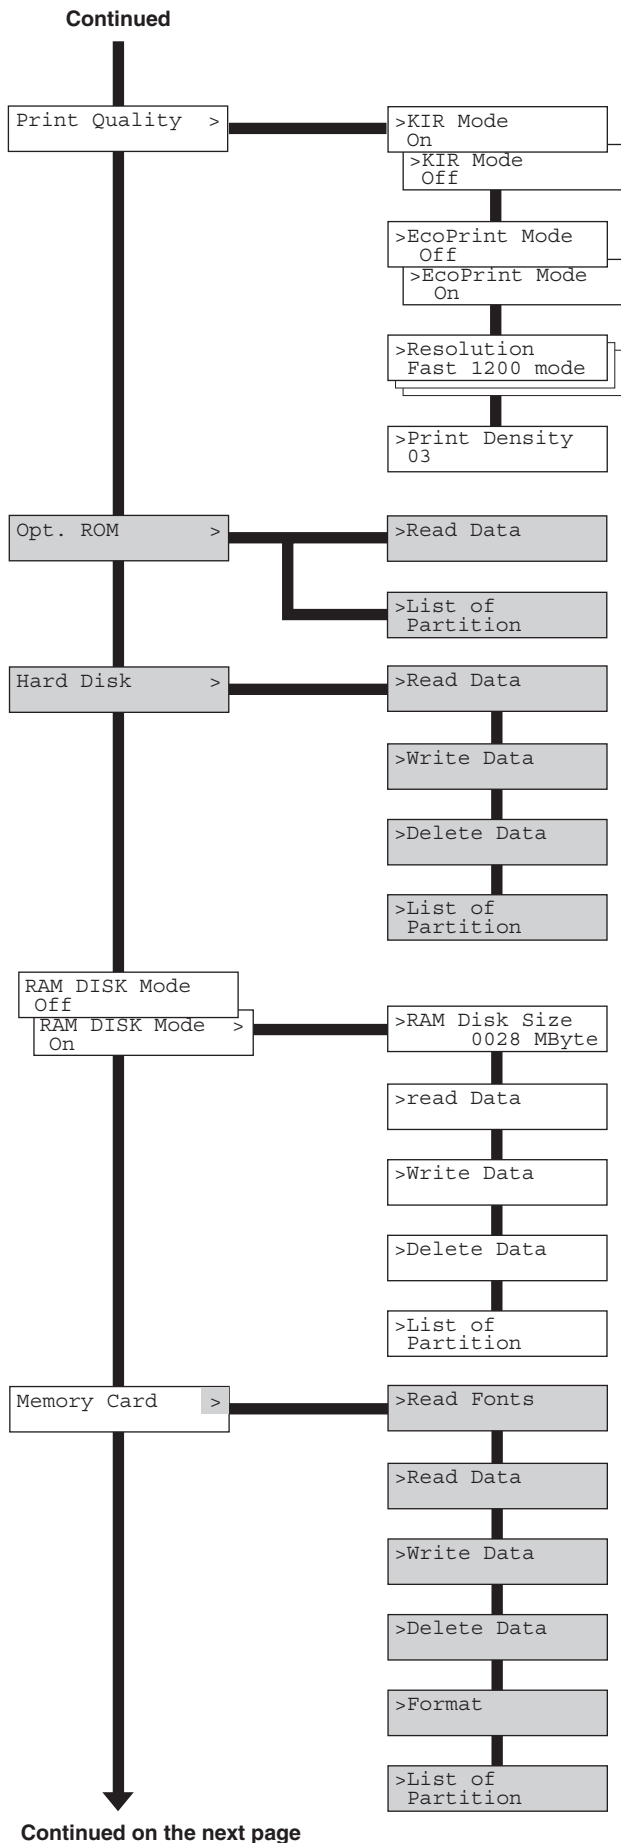 Continued
Print Quality >
>KIR Mode
On
>KIR Mode
Off
>EcoPrint Mode
Off
>EcoPrint Mode
On
>Resolution
Fast 1200 mode
>Print Density
03
Opt. ROM >
>Read Data
>List of
Partition
Hard Disk >
>Read Data
>Write Data
>Delete Data
>List of
Partition
RAM DISK Mode
Off
RAM DISK Mode >
On
>RAM Disk Size
0028 MByte
>read Data
>Write Data
>Delete Data
>List of
Partition
Memory Card >
>Read Fonts
>Read Data
>Write Data
>Delete Data
>Format
>List of
Partition
Continued on the next page